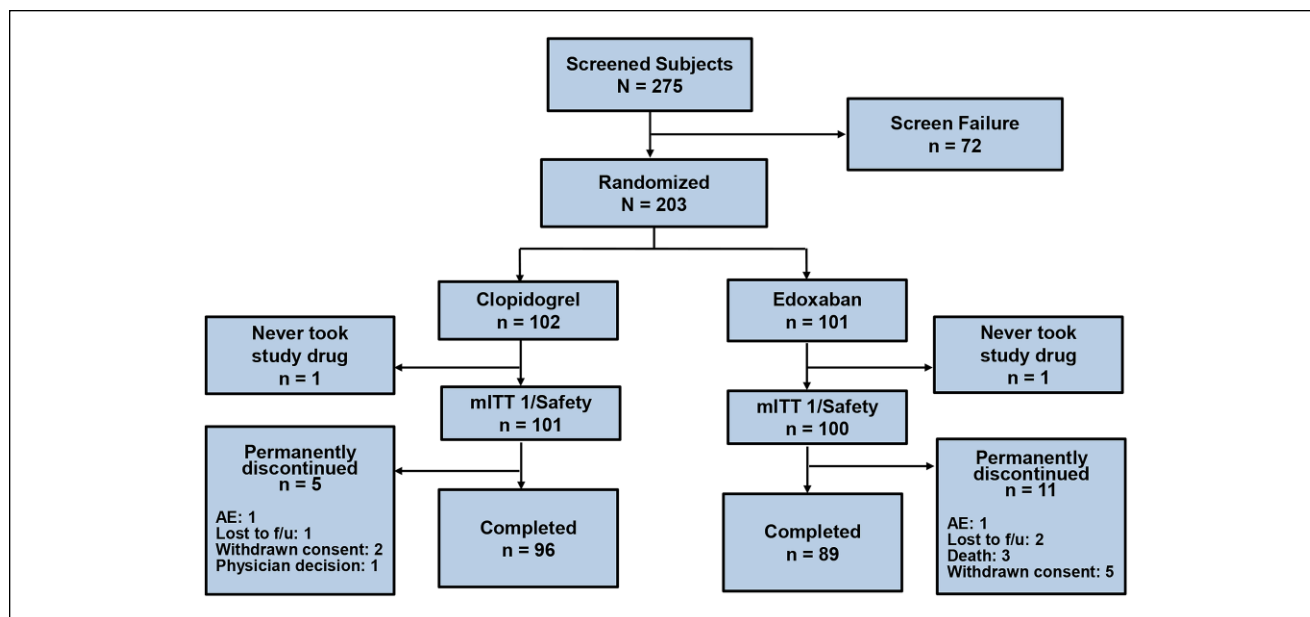 Screened Subjects
N = 275
Screen Failure
n = 72
Randomized
N = 203
Clopidogrel
n = 102
Edoxaban
n = 101
Never took
study drug
n = 1
Never took
study drug
n = 1
mITT 1/Safety
n = 101
mITT 1/Safety
n = 100
Permanently
discontinued
n = 5
AE: 1
Lost to f/u: 1
Withdrawn consent: 2
Physician decision: 1
Completed
n = 96
Completed
n = 89
Permanently
discontinued
n = 11
AE: 1
Lost to f/u: 2
Death: 3
Withdrawn consent: 5